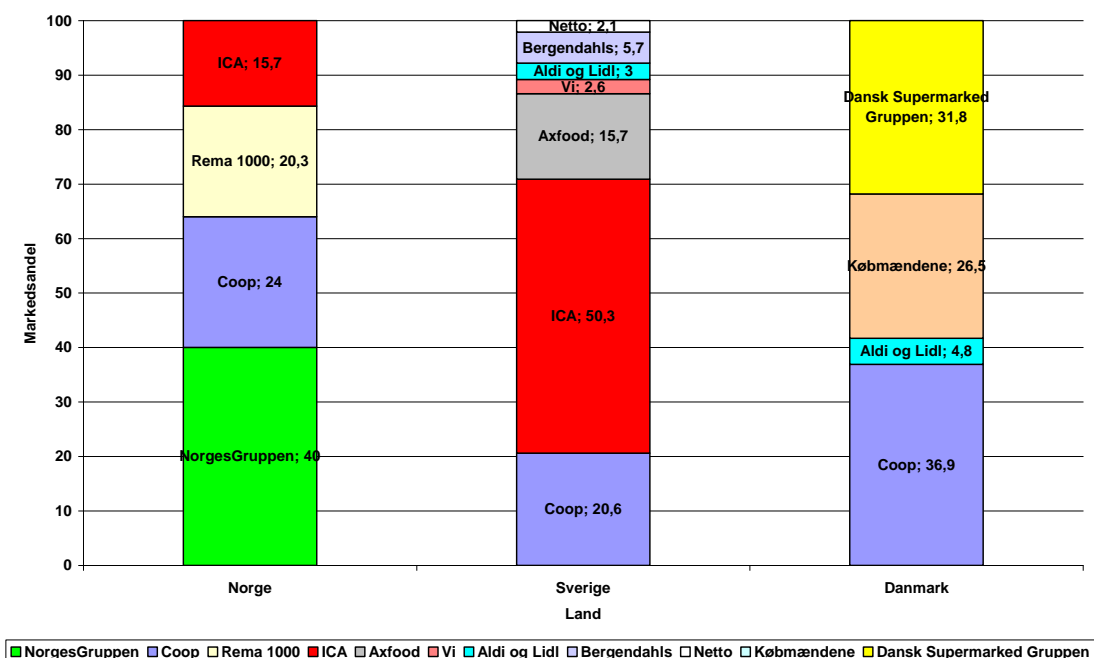 100
90
80
70
60
50
40
30
20
10
0
Markedsandel
ICA; 15,7
Rema 1000; 20,3
Coop; 24
NorgesGruppen; 40
Netto; 2,1
Bergendahls; 5,7
Aldi og Lidl; 3
Vi; 2,6
Axfood; 15,7
ICA; 50,3
Coop; 20,6
Dansk Supermarked
Gruppen; 31,8
Købmændene; 26,5
Aldi og Lidl; 4,8
Coop; 36,9
Norge Sverige Danmark
Land
NorgesGruppen Coop Rema 1000 ICA Axfood Vi Aldi og Lidl Bergendahls Netto Købmændene Dansk Supermarked Gruppen